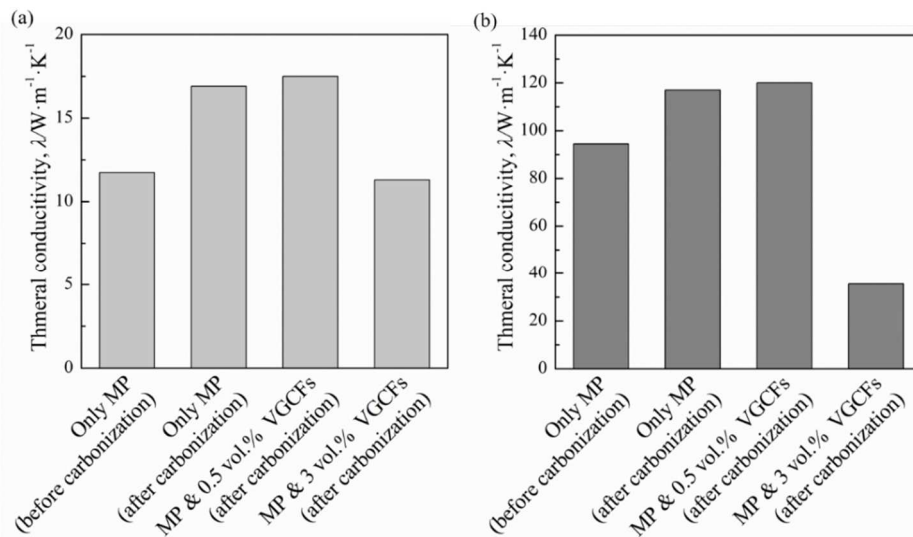 (a)
Thmeral conducitivity, λ/W·m⁻¹·K⁻¹
20
15
10
5
0
Only MP
(before carbonization)
Only MP
(after carbonization)
MP & 0.5 vol.% VGCFs
(after carbonization)
MP & 3 vol.% VGCFs
(after carbonization)
(b)
Thmeral conductivity, λ/W·m⁻¹·K⁻¹
140
120
100
80
60
40
20
0
Only MP
(before carbonization)
Only MP
(after carbonization)
MP & 0.5 vol.% VGCFs
(after carbonization)
MP & 3 vol.% VGCFs
(after carbonization)